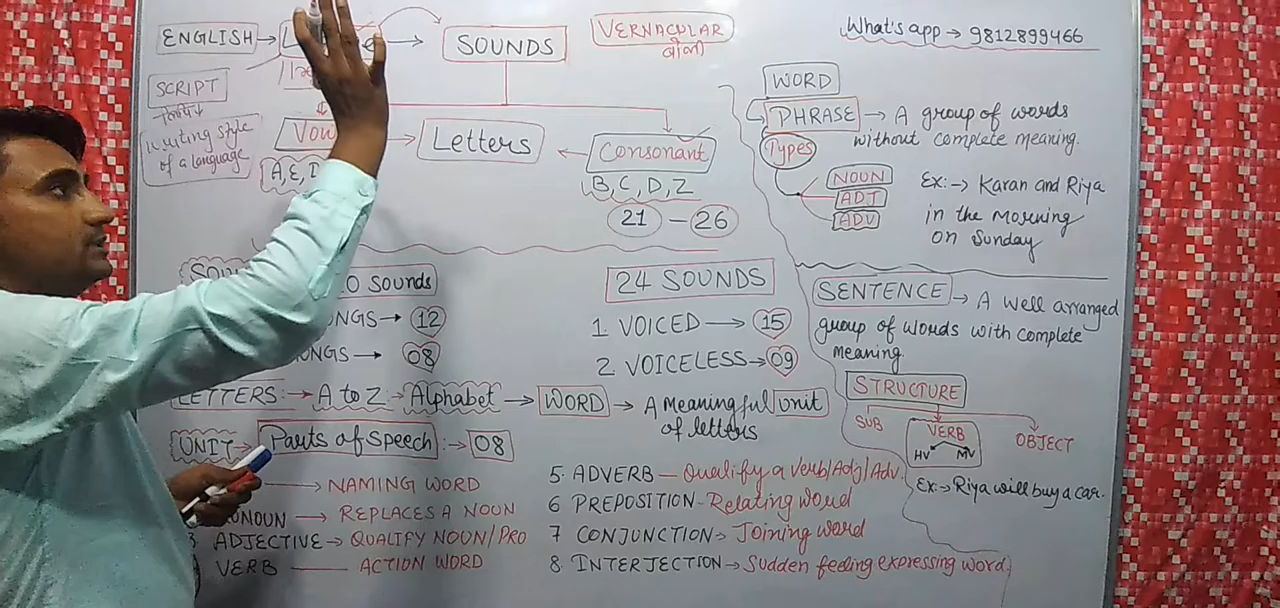 ENGLISH →
SOUNDS
VERNACULAR
बोली
What's app → 9812899466
SCRIPT
लिपि
Writing style
of a language
Vow
Letters
Consonant
A, E,
B, C, D, Z
21 – 26
WORD
PHRASE → A group of words
without complete meaning.
Types
NOUN
ADJ
ADV
Ex:→ Karan and Riya
in the Morning
on Sunday
Sounds
NGS → 12
NGS → 08
24 SOUNDS
1. VOICED → 15
2. VOICELESS → 09
SENTENCE → A well arranged
group of words with complete
meaning.
STRUCTURE
SUB
VERB
HV MV
OBJECT
Ex:→ Riya will buy a car.
LETTERS:→ A to Z → Alphabet → WORD → A Meaningful unit
of letters
UNIT → Parts of Speech :→ 08
→ NAMING WORD
NOUN → REPLACES A NOUN
ADJECTIVE → QUALIFY NOUN/PRO
VERB — ACTION WORD
5. ADVERB — Qualify a Verb/Adj/Adv.
6 PREPOSITION - Relating word
7 CONJUNCTION → Joining word
8. INTERJECTION → Sudden feeling expressing word.